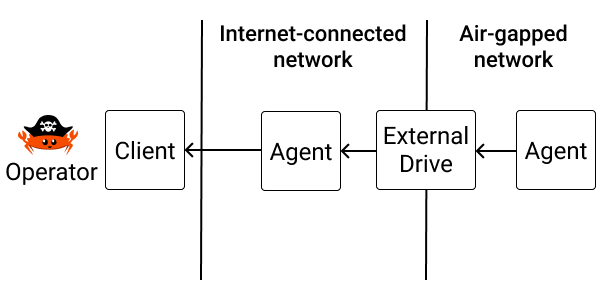 Internet-connected
network
Air-gapped
network
Operator
Client
Agent
External
Drive
Agent